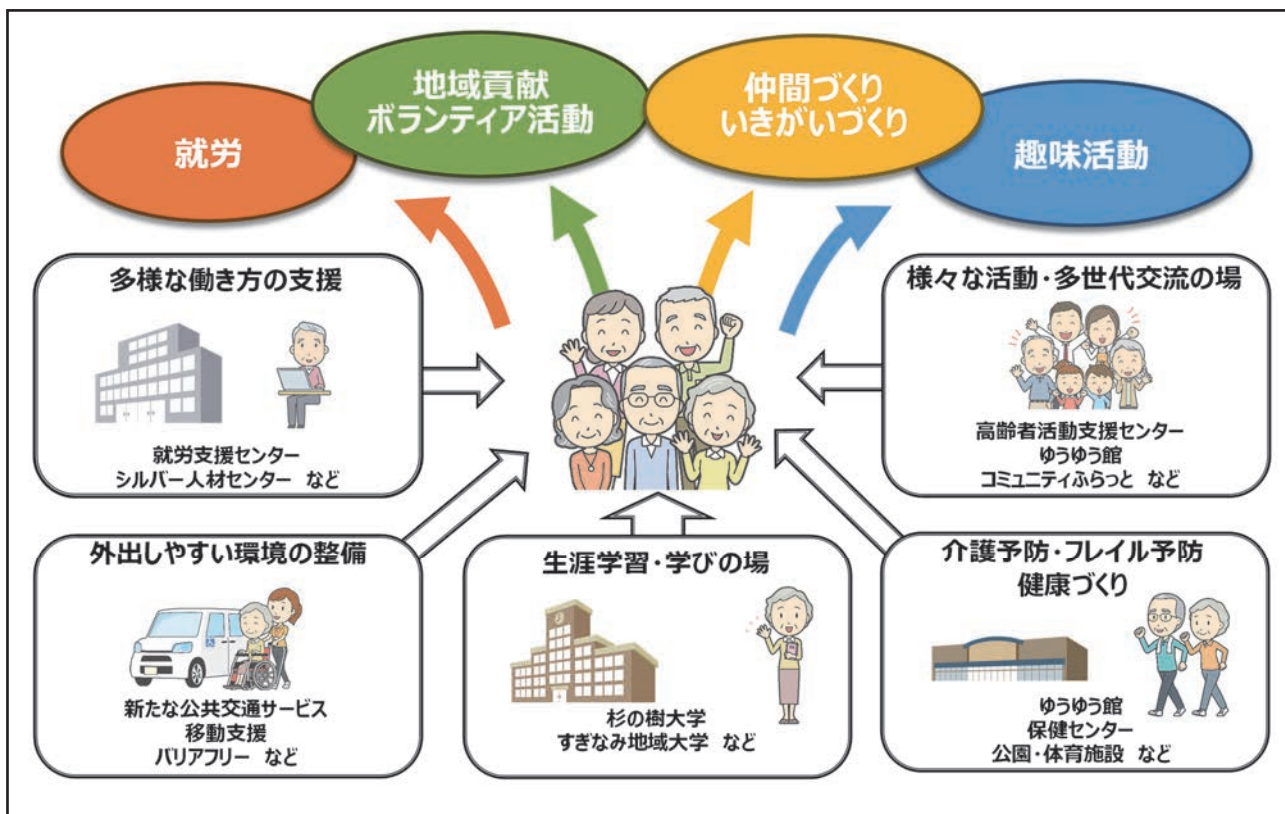 就労
地域貢献
ボランティア活動
仲間づくり
いきがいづくり
趣味活動
多様な働き方の支援
就労支援センター
シルバー人材センター など
様々な活動・多世代交流の場
高齢者活動支援センター
ゆうゆう館
コミュニティふらっと など
外出しやすい環境の整備
新たな公共交通サービス
移動支援
バリアフリー など
生涯学習・学びの場
杉の樹大学
すぎなみ地域大学 など
介護予防・フレイル予防
健康づくり
ゆうゆう館
保健センター
公園・体育施設 など